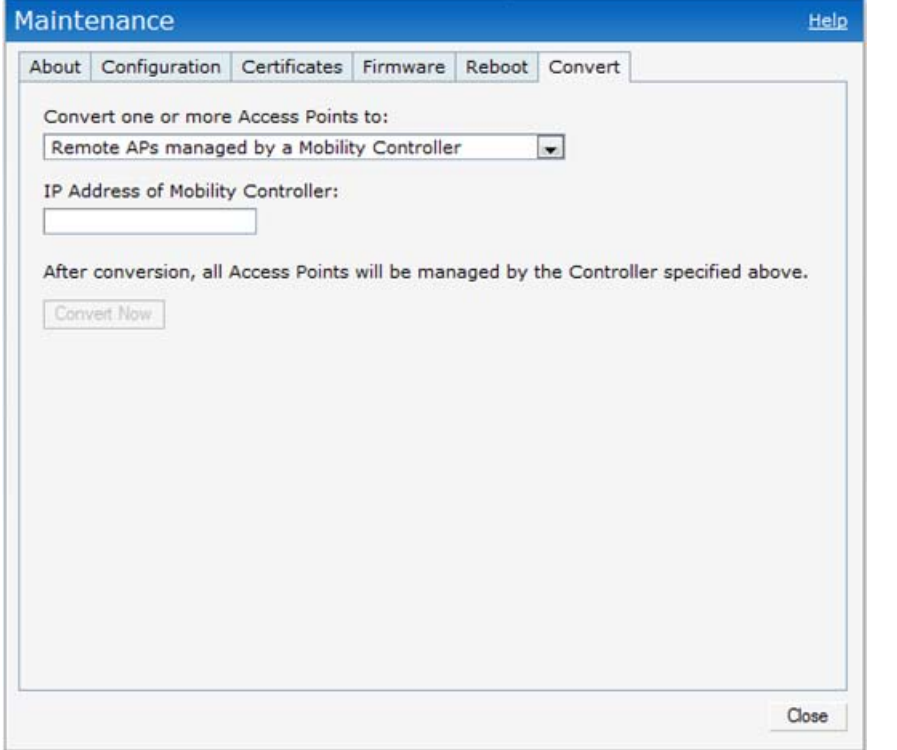 Maintenance Help
About Configuration Certificates Firmware Reboot Convert
Convert one or more Access Points to:
Remote APs managed by a Mobility Controller
IP Address of Mobility Controller:
After conversion, all Access Points will be managed by the Controller specified above.
Convert Now
Close